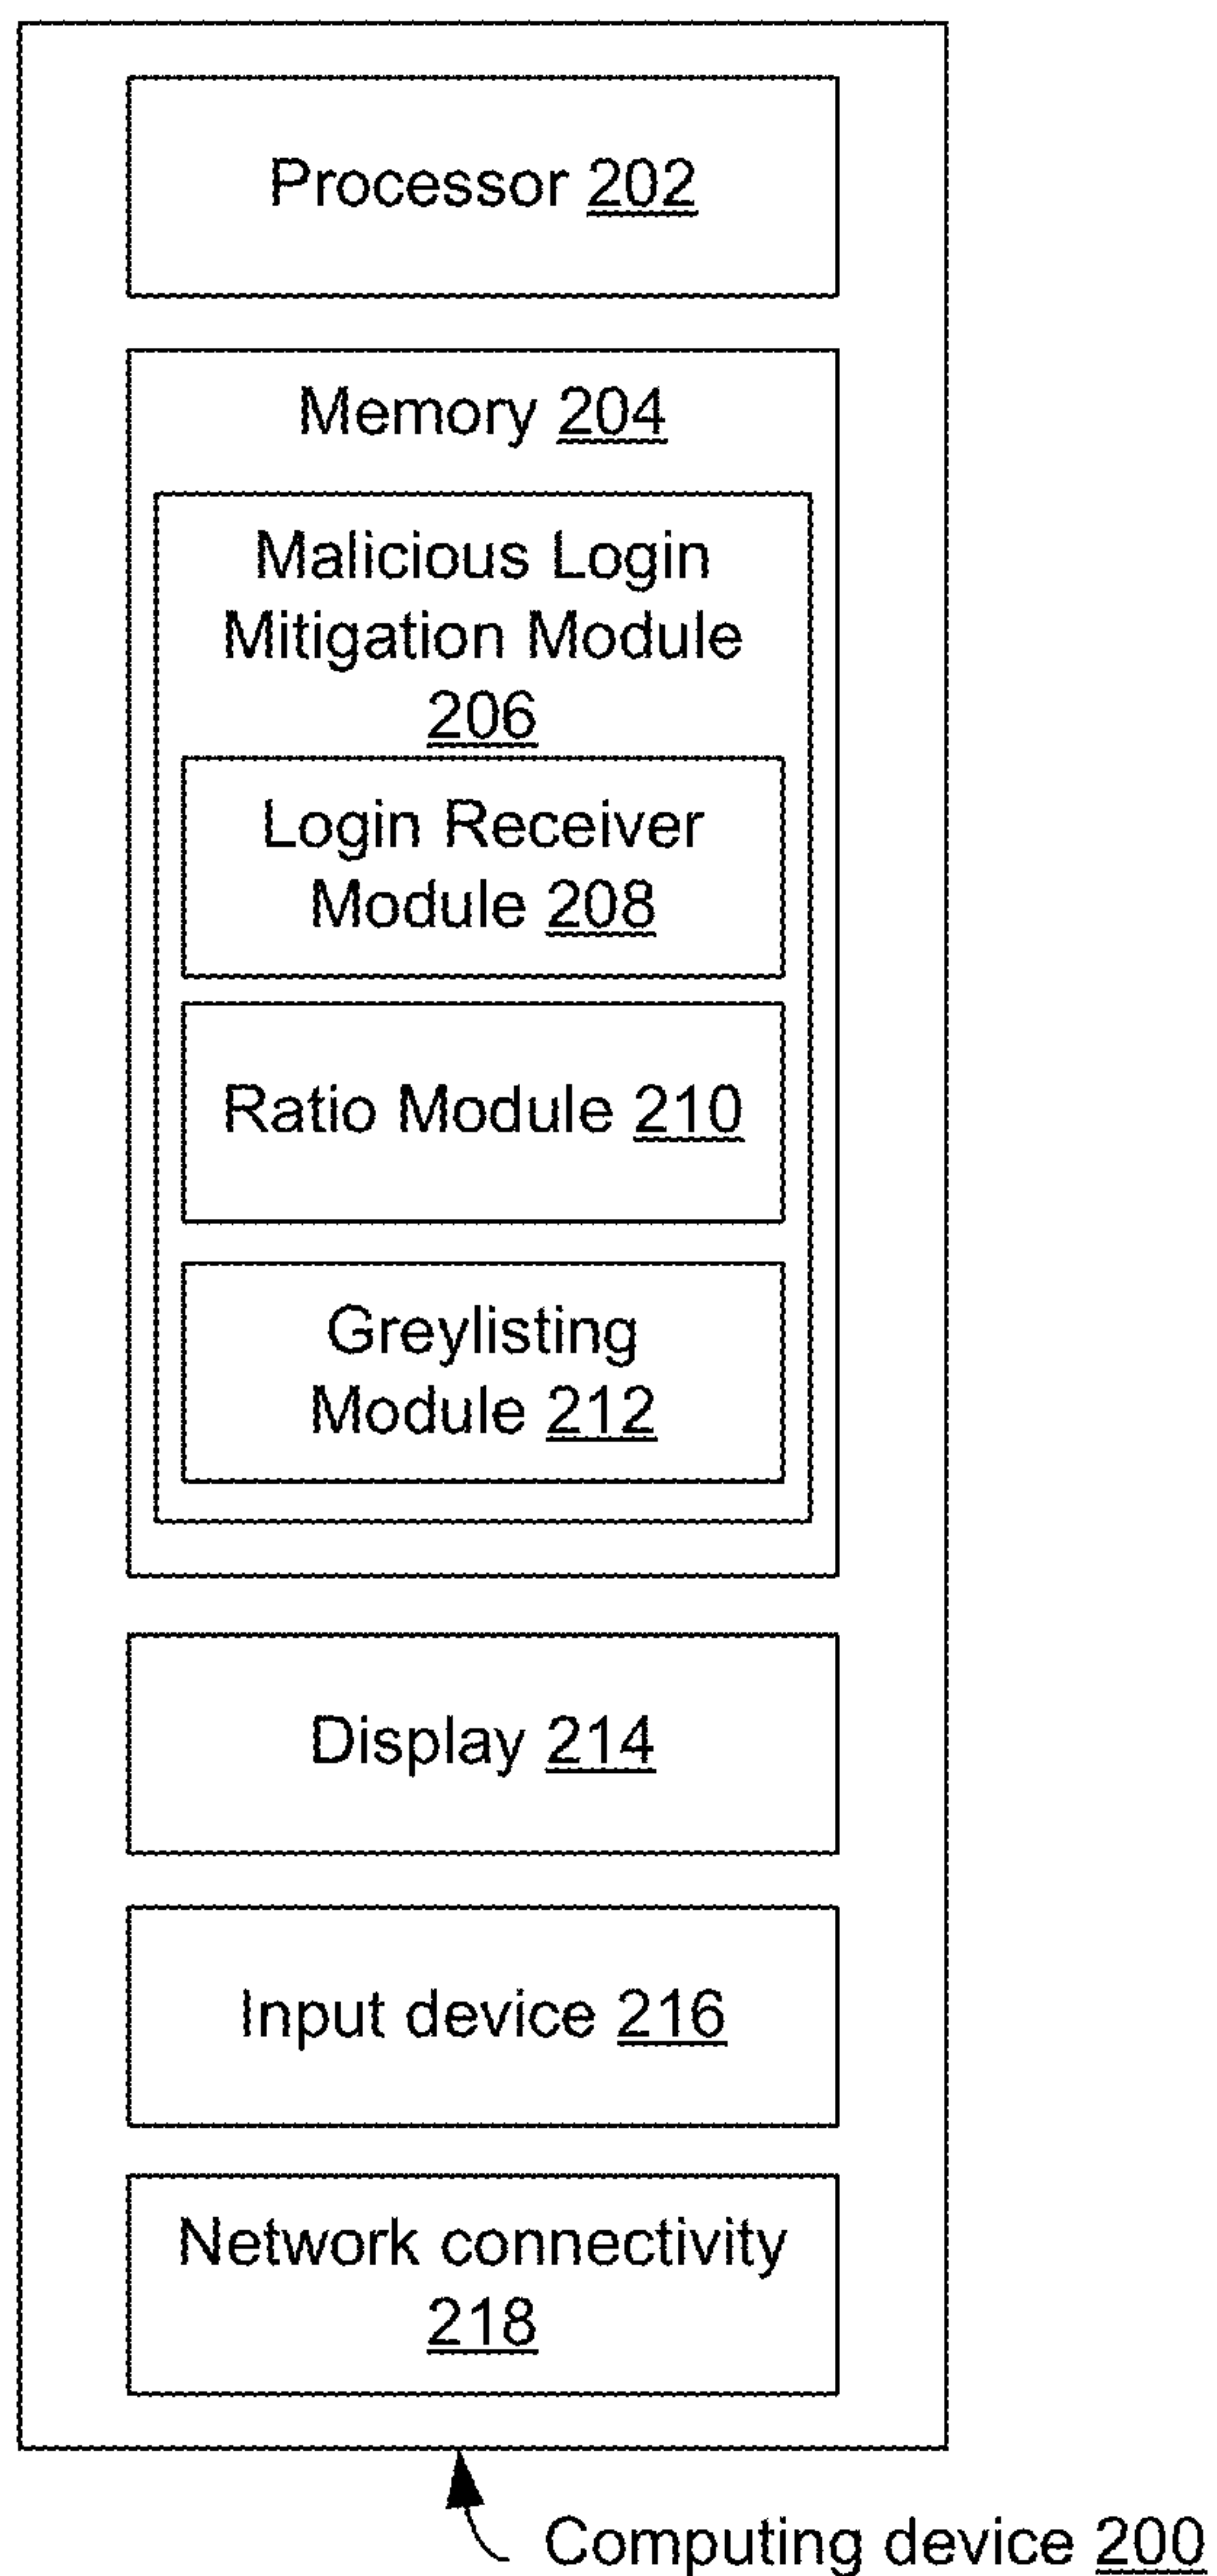 Processor 202
Memory 204
Malicious Login
Mitigation Module
206
Login Receiver
Module 208
Ratio Module 210
Greylisting
Module 212
Display 214
Input device 216
Network connectivity
218
Computing device 200